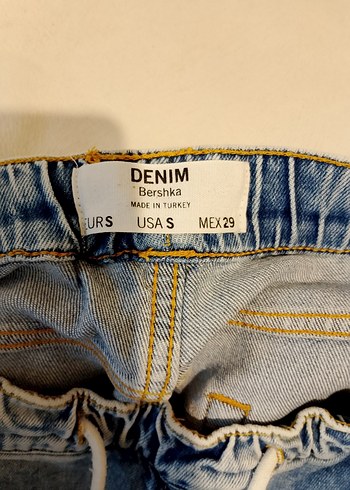 DENIM
Bershka
MADE IN TURKEY
EUR S USA S MEX 29